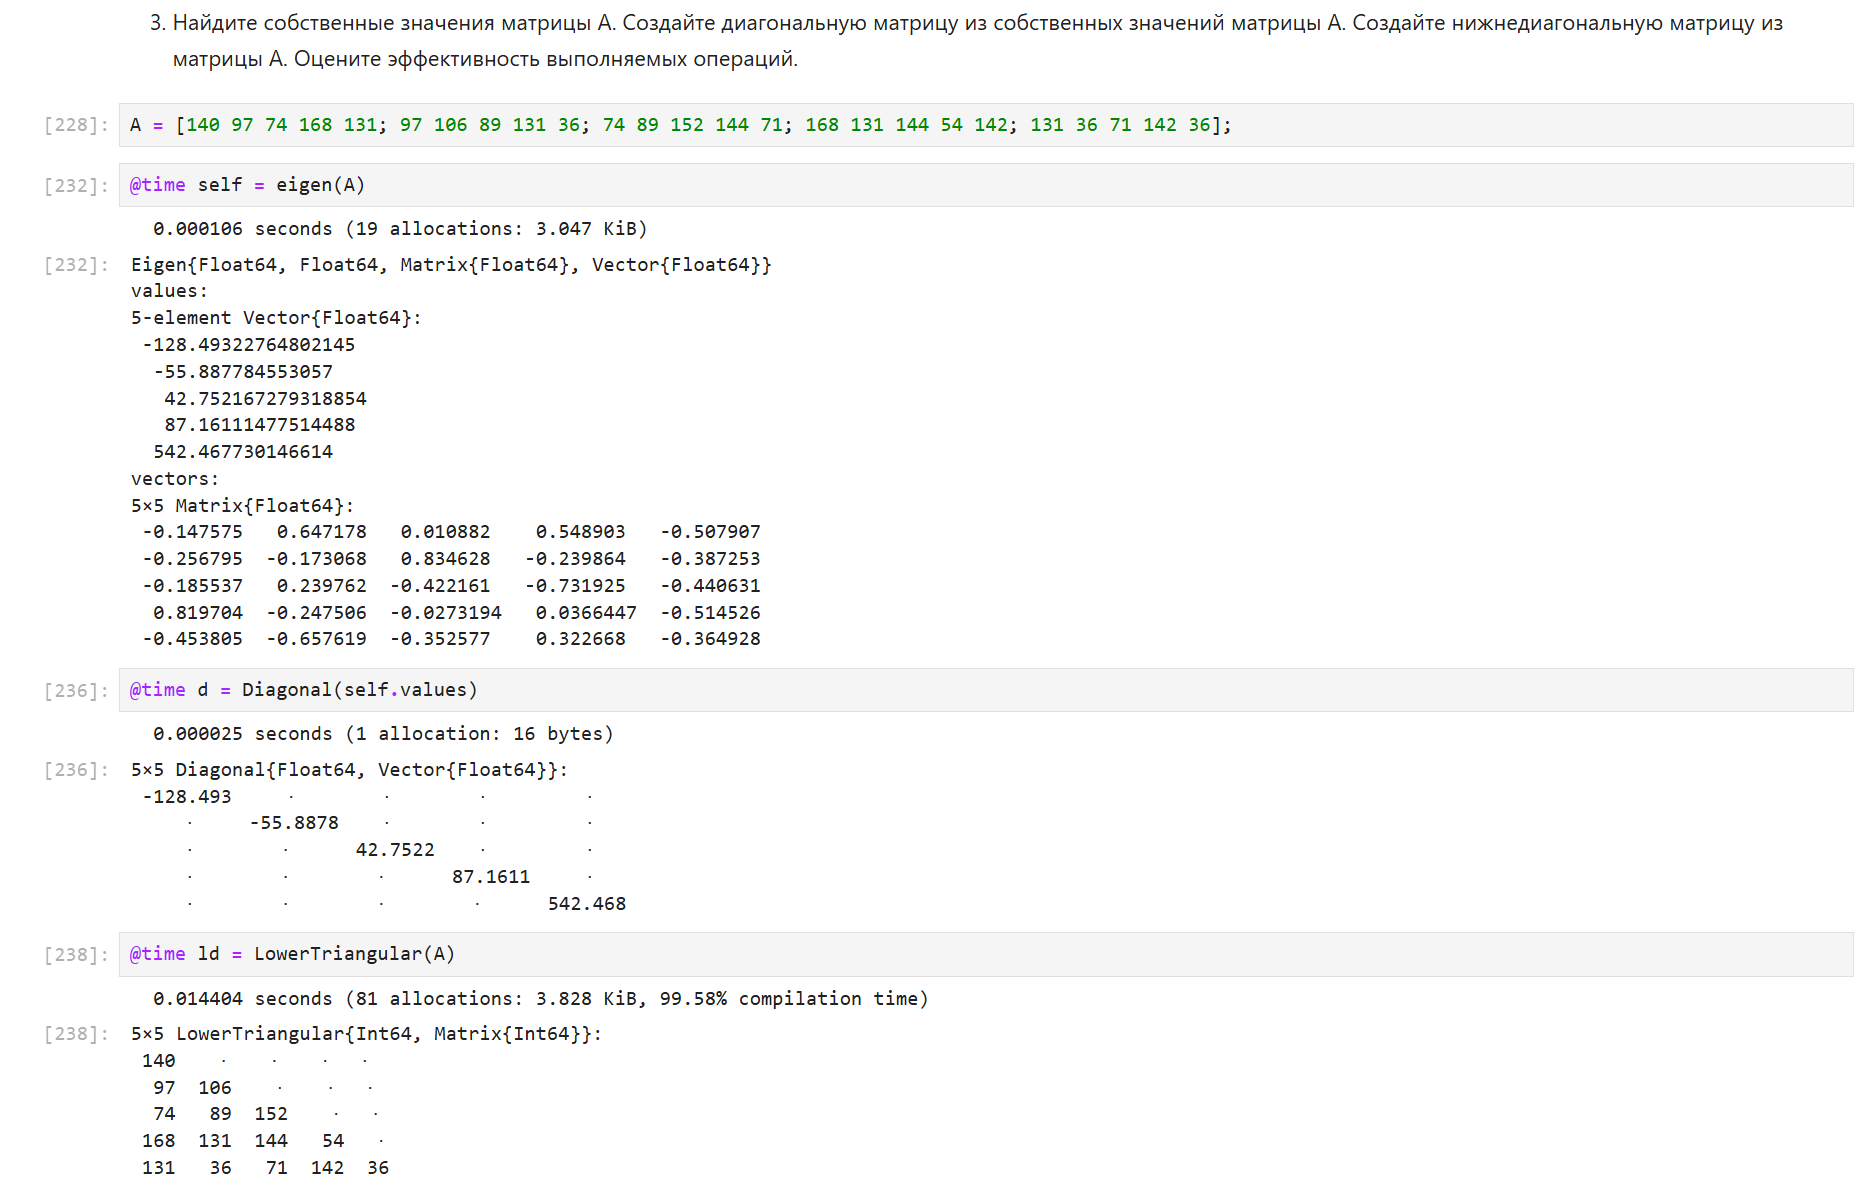 3. Найдите собственные значения матрицы A. Создайте диагональную матрицу из собственных значений матрицы A. Создайте нижнедиагональную матрицу из
матрицы A. Оцените эффективность выполняемых операций.
[228]: A = [140 97 74 168 131; 97 106 89 131 36; 74 89 152 144 71; 168 131 144 54 142; 131 36 71 142 36];
[232]: @time self = eigen(A)
0.000106 seconds (19 allocations: 3.047 KiB)
[232]: Eigen{Float64, Float64, Matrix{Float64}, Vector{Float64}}
values:
5-element Vector{Float64}:
-128.49322764802145
-55.887784553057
42.752167279318854
87.16111477514488
542.467730146614
vectors:
5×5 Matrix{Float64}:
-0.147575 0.647178 0.010882 0.548903 -0.507907
-0.256795 -0.173068 0.834628 -0.239864 -0.387253
-0.185537 0.239762 -0.422161 -0.731925 -0.440631
0.819704 -0.247506 -0.0273194 0.0366447 -0.514526
-0.453805 -0.657619 -0.352577 0.322668 -0.364928
[236]: @time d = Diagonal(self.values)
0.000025 seconds (1 allocation: 16 bytes)
[236]: 5×5 Diagonal{Float64, Vector{Float64}}:
-128.493 · · · ·
· -55.8878 · · ·
· · 42.7522 · ·
· · · 87.1611 ·
· · · · 542.468
[238]: @time ld = LowerTriangular(A)
0.014404 seconds (81 allocations: 3.828 KiB, 99.58% compilation time)
[238]: 5×5 LowerTriangular{Int64, Matrix{Int64}}:
140 · · · ·
97 106 · · ·
74 89 152 · ·
168 131 144 54 ·
131 36 71 142 36